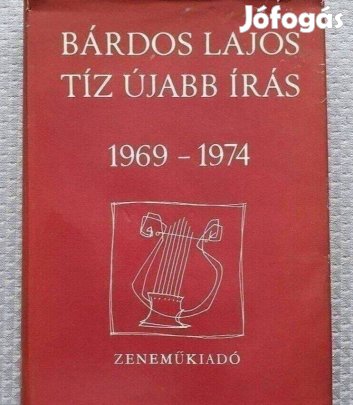 Jófogás
BÁRDOS LAJOS
TÍZ ÚJABB ÍRÁS
1969 – 1974
ZENEMŰKIADÓ